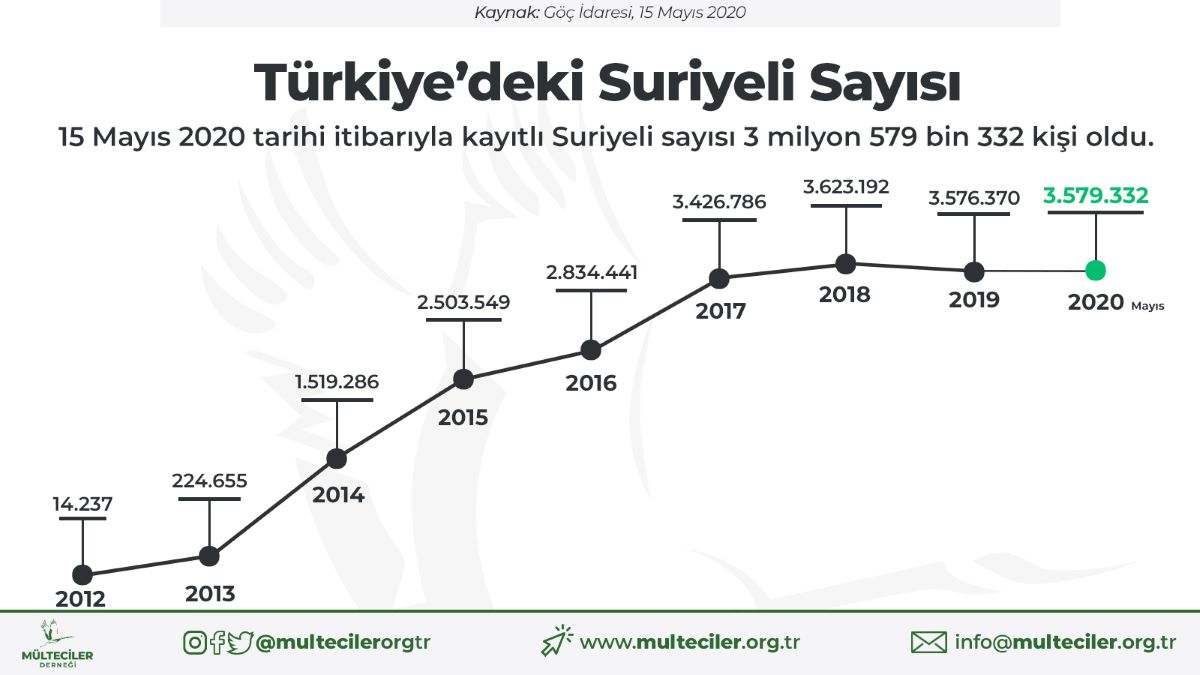 Kaynak: Göç İdaresi, 15 Mayıs 2020
Türkiye'deki Suriyeli Sayısı
15 Mayıs 2020 tarihi itibarıyla kayıtlı Suriyeli sayısı 3 milyon 579 bin 332 kişi oldu.
14.237
2012
224.655
2013
1.519.286
2014
2.503.549
2015
2.834.441
2016
3.426.786
2017
3.623.192
2018
3.576.370
2019
3.579.332
2020 Mayıs
MÜLTECİLER
DERNEĞİ
@multecilerorgtr
www.multeciler.org.tr
info@multeciler.org.tr